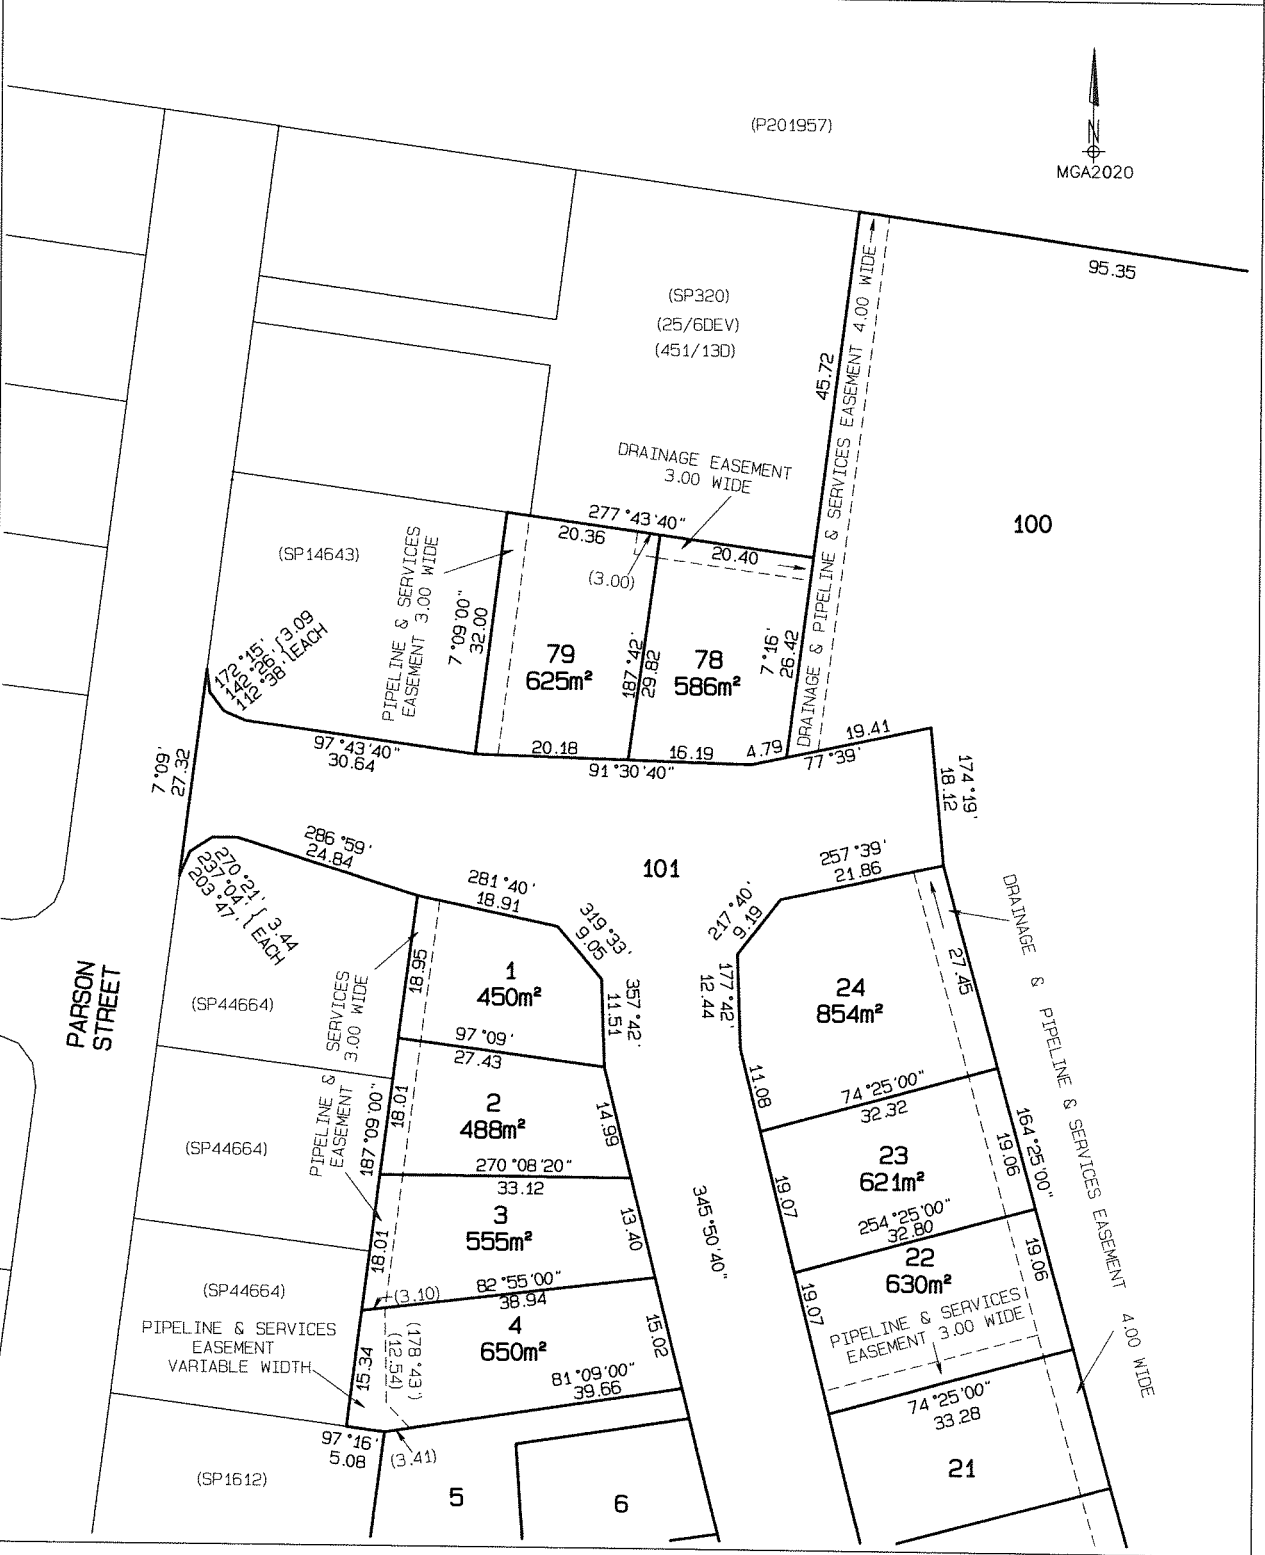 (P201957)
N
MGA2020
95.35
(SP320)
(25/6DEV)
(451/13D)
45.72
DRAINAGE & PIPELINE & SERVICES EASEMENT 4.00 WIDE
DRAINAGE EASEMENT
3.00 WIDE
277°43'40"
20.36
20.40
(3.00)
100
(SP14643)
PIPELINE & SERVICES
EASEMENT 3.00 WIDE
7°09'00"
32.00
79
625m²
187°42'
29.82
78
586m²
7°16'
26.42
172°15'
142°26'
112°38'
3.09
EACH
97°43'40"
30.64
20.18
91°30'40"
16.19
4.79
77°39'
19.41
174°19'
18.12
7°09'
27.32
286°59'
24.84
270°21'
237°04'
203°47'
3.44
EACH
281°40'
18.91
101
257°39'
21.86
319°33'
9.05
217°40'
9.19
DRAINAGE & PIPELINE & SERVICES EASEMENT 4.00 WIDE
PARSON
STREET
(SP44664)
PIPELINE & SERVICES
EASEMENT 3.00 WIDE
18.95
1
450m²
357°42'
11.51
177°42'
12.44
24
854m²
27.45
97°09'
27.43
11.08
74°25'00"
32.32
(SP44664)
187°09'00"
18.01
2
488m²
14.99
270°08'20"
33.12
23
621m²
19.06
164°25'00"
345°50'40"
19.07
254°25'00"
32.80
18.01
3
555m²
13.40
82°55'00"
38.94
(3.10)
(SP44664)
PIPELINE & SERVICES
EASEMENT
VARIABLE WIDTH
22
630m²
19.06
19.07
PIPELINE & SERVICES
EASEMENT 3.00 WIDE
15.34
(178°43')
(12.54)
4
650m²
15.02
81°09'00"
39.66
74°25'00"
33.28
97°16'
5.08
(3.41)
(SP1612)
5
6
21